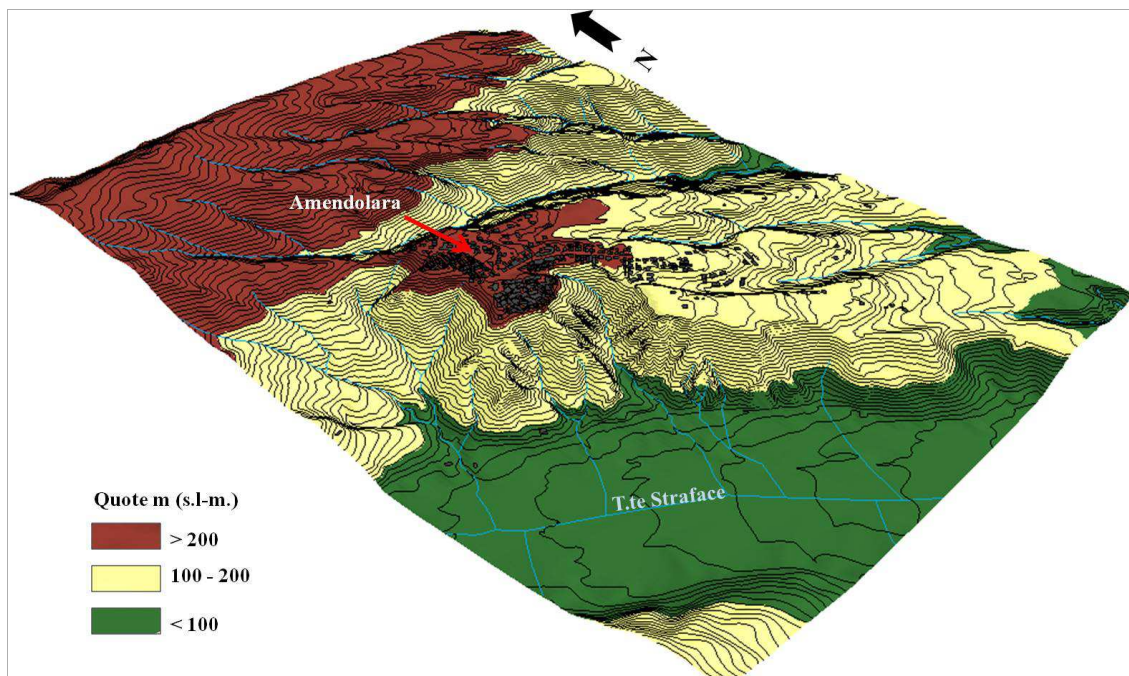 N
Amendolara
T.te Straface
Quote m (s.l-m.)
> 200
100 - 200
< 100